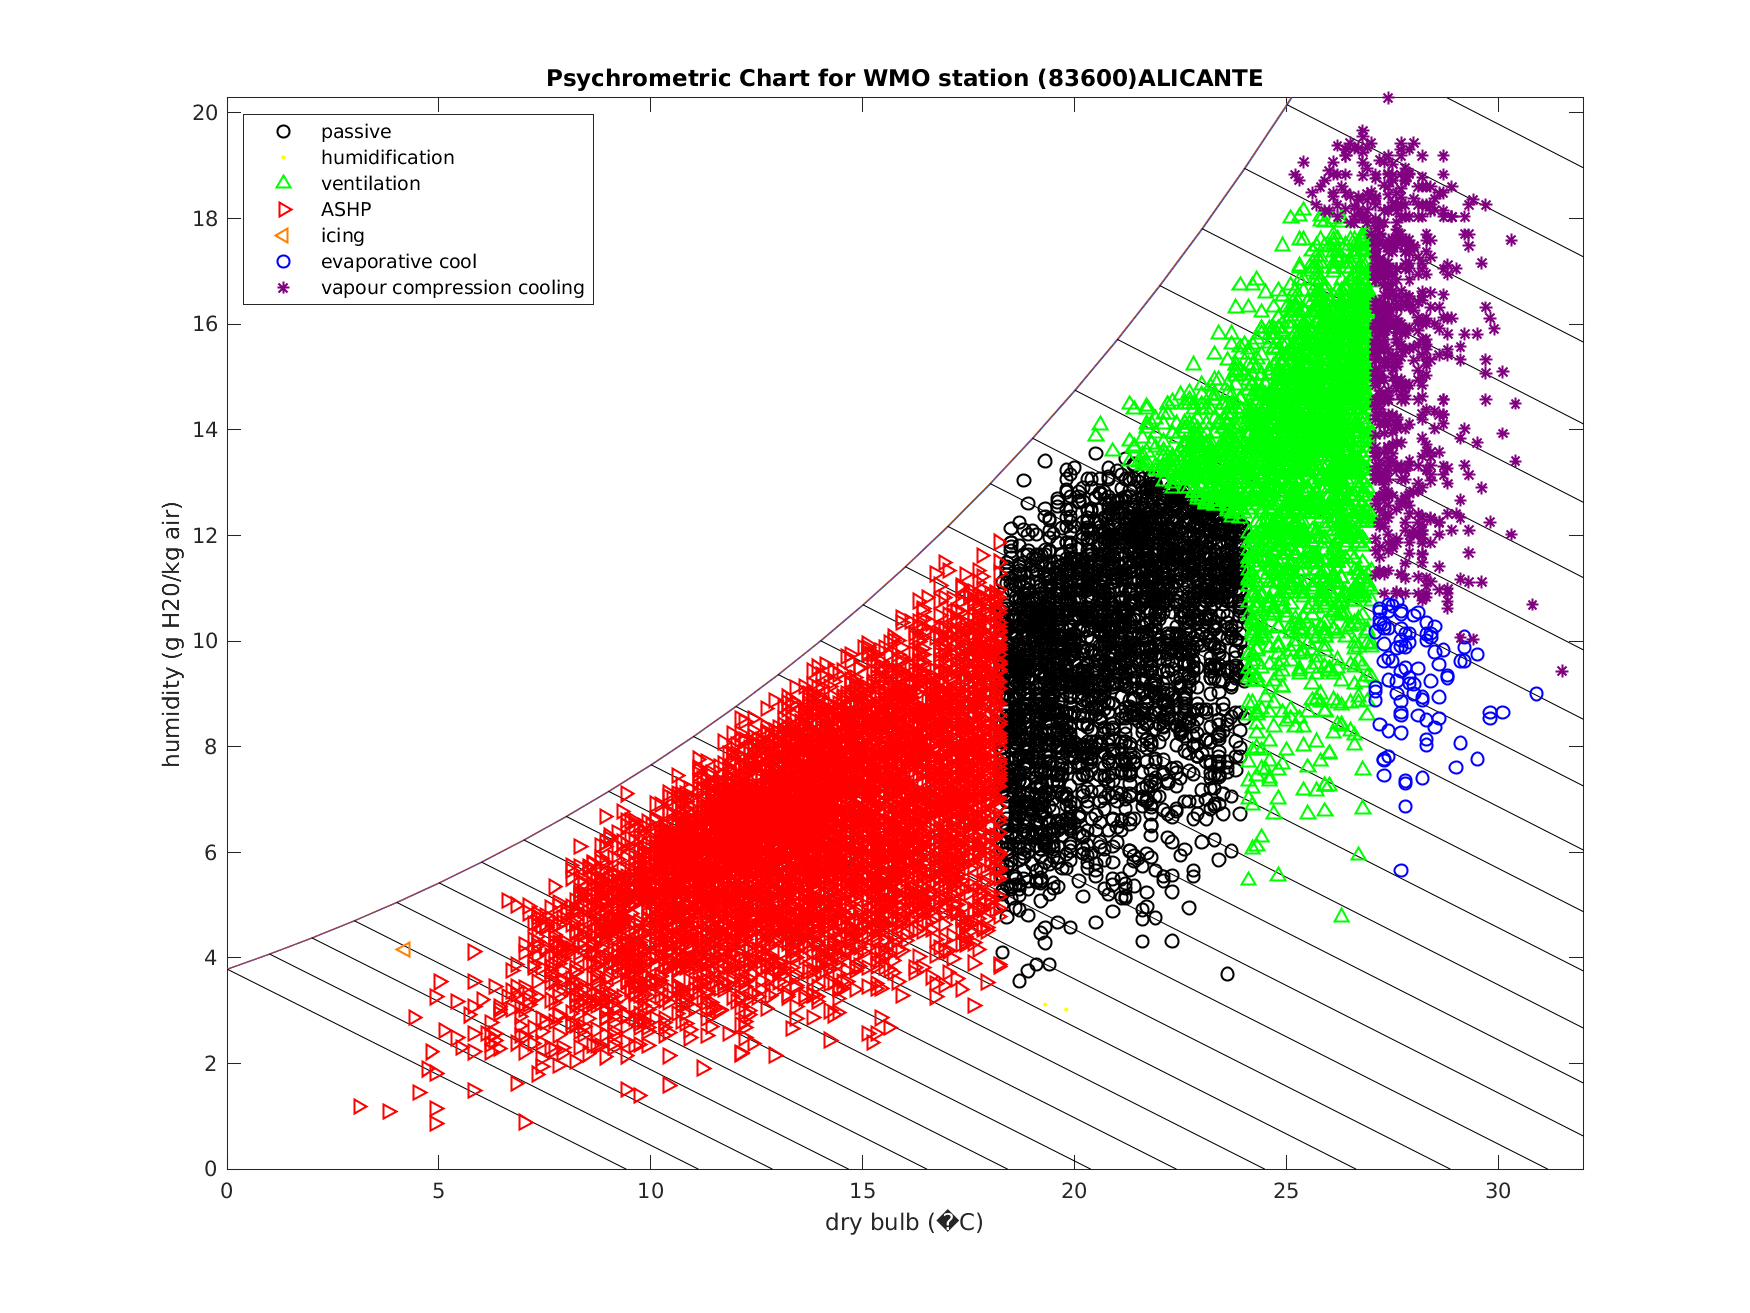 Psychrometric Chart for WMO station (83600)ALICANTE
passive
humidification
ventilation
ASHP
icing
evaporative cool
vapour compression cooling
20
18
16
14
12
10
8
6
4
2
0
humidity (g H20/kg air)
0 5 10 15 20 25 30
dry bulb (�C)